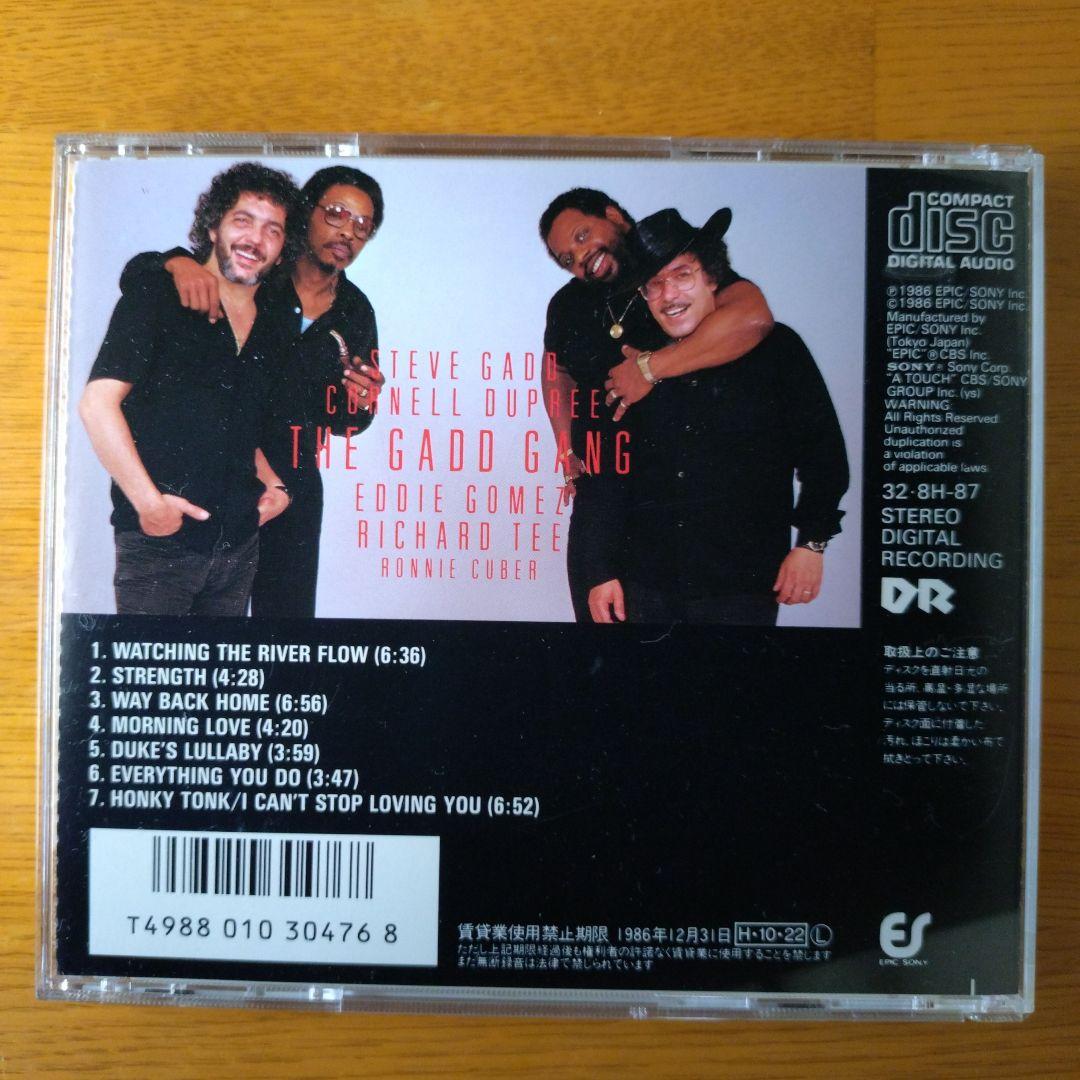 STEVE GADD
CORNELL DUPREE
THE GADD GANG
EDDIE GOMEZ
RICHARD TEE
RONNIE CUBER
1. WATCHING THE RIVER FLOW (6:36)
2. STRENGTH (4:28)
3. WAY BACK HOME (6:56)
4. MORNING LOVE (4:20)
5. DUKE'S LULLABY (3:59)
6. EVERYTHING YOU DO (3:47)
7. HONKY TONK/I CAN'T STOP LOVING YOU (6:52)
T4988 010 30476 8
賃貸業使用禁止期限 1986年12月31日 H・10・22 Ⓛ
ただし上記期限経過後も権利者の許諾なく賃貸業に使用することを禁します
また無断録音は法律で禁じられています
COMPACT
disc
DIGITAL AUDIO
℗1986 EPIC/SONY Inc.
©1986 EPIC/SONY Inc.
Manufactured by
EPIC/SONY Inc.
(Tokyo Japan)
"EPIC"® CBS Inc.
SONY® Sony Corp.
"A TOUCH" CBS/SONY
GROUP Inc. (ys)
WARNING:
All Rights Reserved
Unauthorized
duplication is
a violation
of applicable laws
32・8H-87
STEREO
DIGITAL
RECORDING
DR
取扱上のご注意
ディスクを直射日光の
当る所、高温・多湿な場所
には保管しないで下さい。
ディスク面に付着した
汚れ、ほこりは柔かい布で
拭きとって下さい。
ES
EPIC SONY